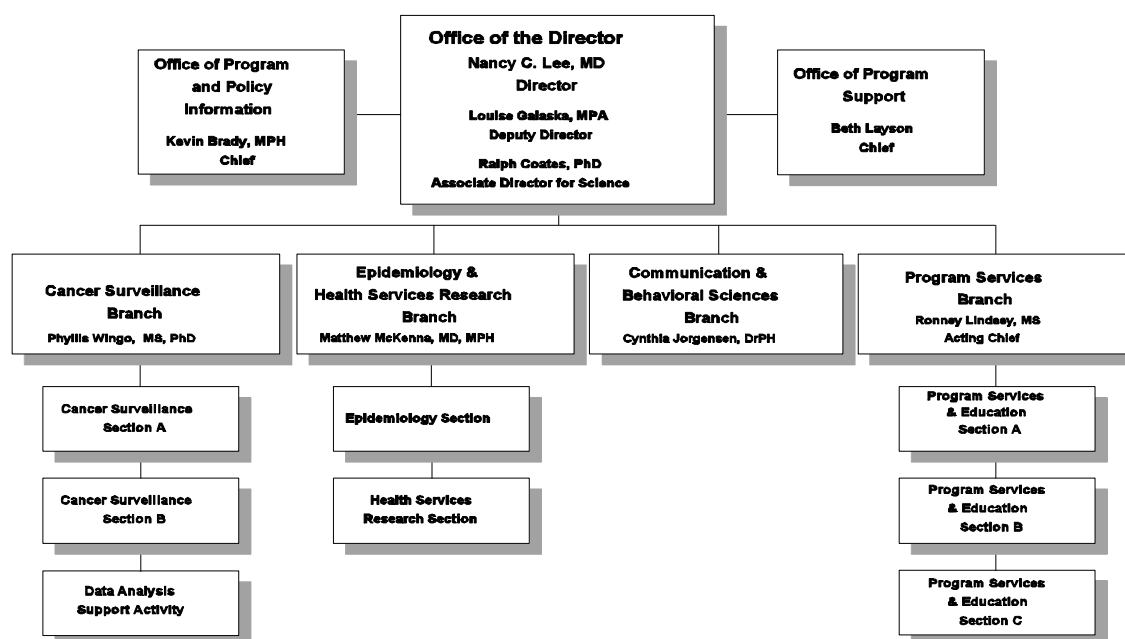 Office of the Director
Nancy C. Lee, MD
Director
Louise Galaska, MPA
Deputy Director
Ralph Coates, PhD
Associate Director for Science
Office of Program
and Policy
Information
Kevin Brady, MPH
Chief
Office of Program
Support
Beth Layson
Chief
Cancer Surveillance
Branch
Phyllis Wingo, MS, PhD
Epidemiology &
Health Services Research
Branch
Matthew McKenna, MD, MPH
Communication &
Behavioral Sciences
Branch
Cynthia Jorgensen, DrPH
Program Services
Branch
Ronney Lindsey, MS
Acting Chief
Cancer Surveillance
Section A
Cancer Surveillance
Section B
Data Analysis
Support Activity
Epidemiology Section
Health Services
Research Section
Program Services
& Education
Section A
Program Services
& Education
Section B
Program Services
& Education
Section C